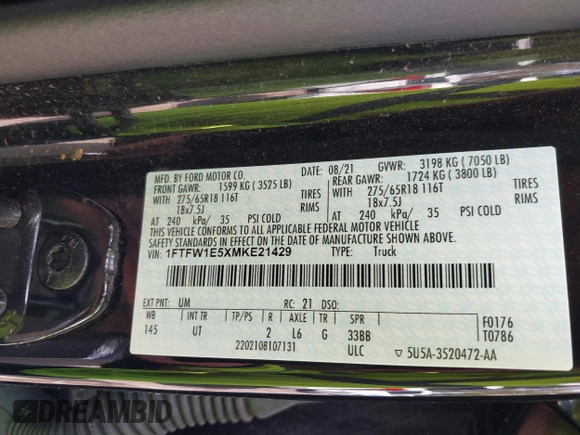 MFD. BY FORD MOTOR CO.
DATE: 08/21 GVWR: 3198 KG ( 7050 LB)
FRONT GAWR: 1599 KG ( 3525 LB) REAR GAWR: 1724 KG ( 3800 LB)
WITH 275/65R18 116T TIRES WITH 275/65R18 116T TIRES
18x7.5J RIMS 18x7.5J RIMS
AT 240 kPa/ 35 PSI COLD AT 240 kPa/ 35 PSI COLD
THIS VEHICLE CONFORMS TO ALL APPLICABLE FEDERAL MOTOR VEHICLE
SAFETY STANDARDS IN EFFECT ON THE DATE OF MANUFACTURE SHOWN ABOVE.
VIN: 1FTFW1E5XMKE21429 TYPE: Truck
EXT PNT: UM RC: 21 DSO: F0176
WB INT TR TP/PS R AXLE TR SPR T0786
145 UT 2 L6 G 33BB
2202108107131 ULC 5U5A-3520472-AA
DREAMBID